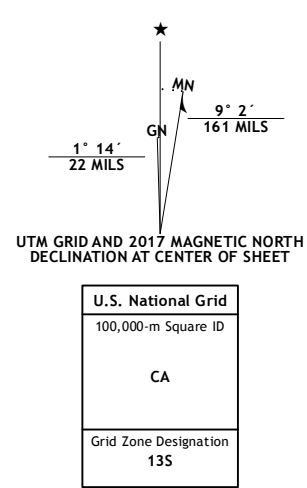 ★
MN
9° 2´
161 MILS
GN
1° 14´
22 MILS
UTM GRID AND 2017 MAGNETIC NORTH
DECLINATION AT CENTER OF SHEET
U.S. National Grid
100,000-m Square ID
CA
Grid Zone Designation
13S